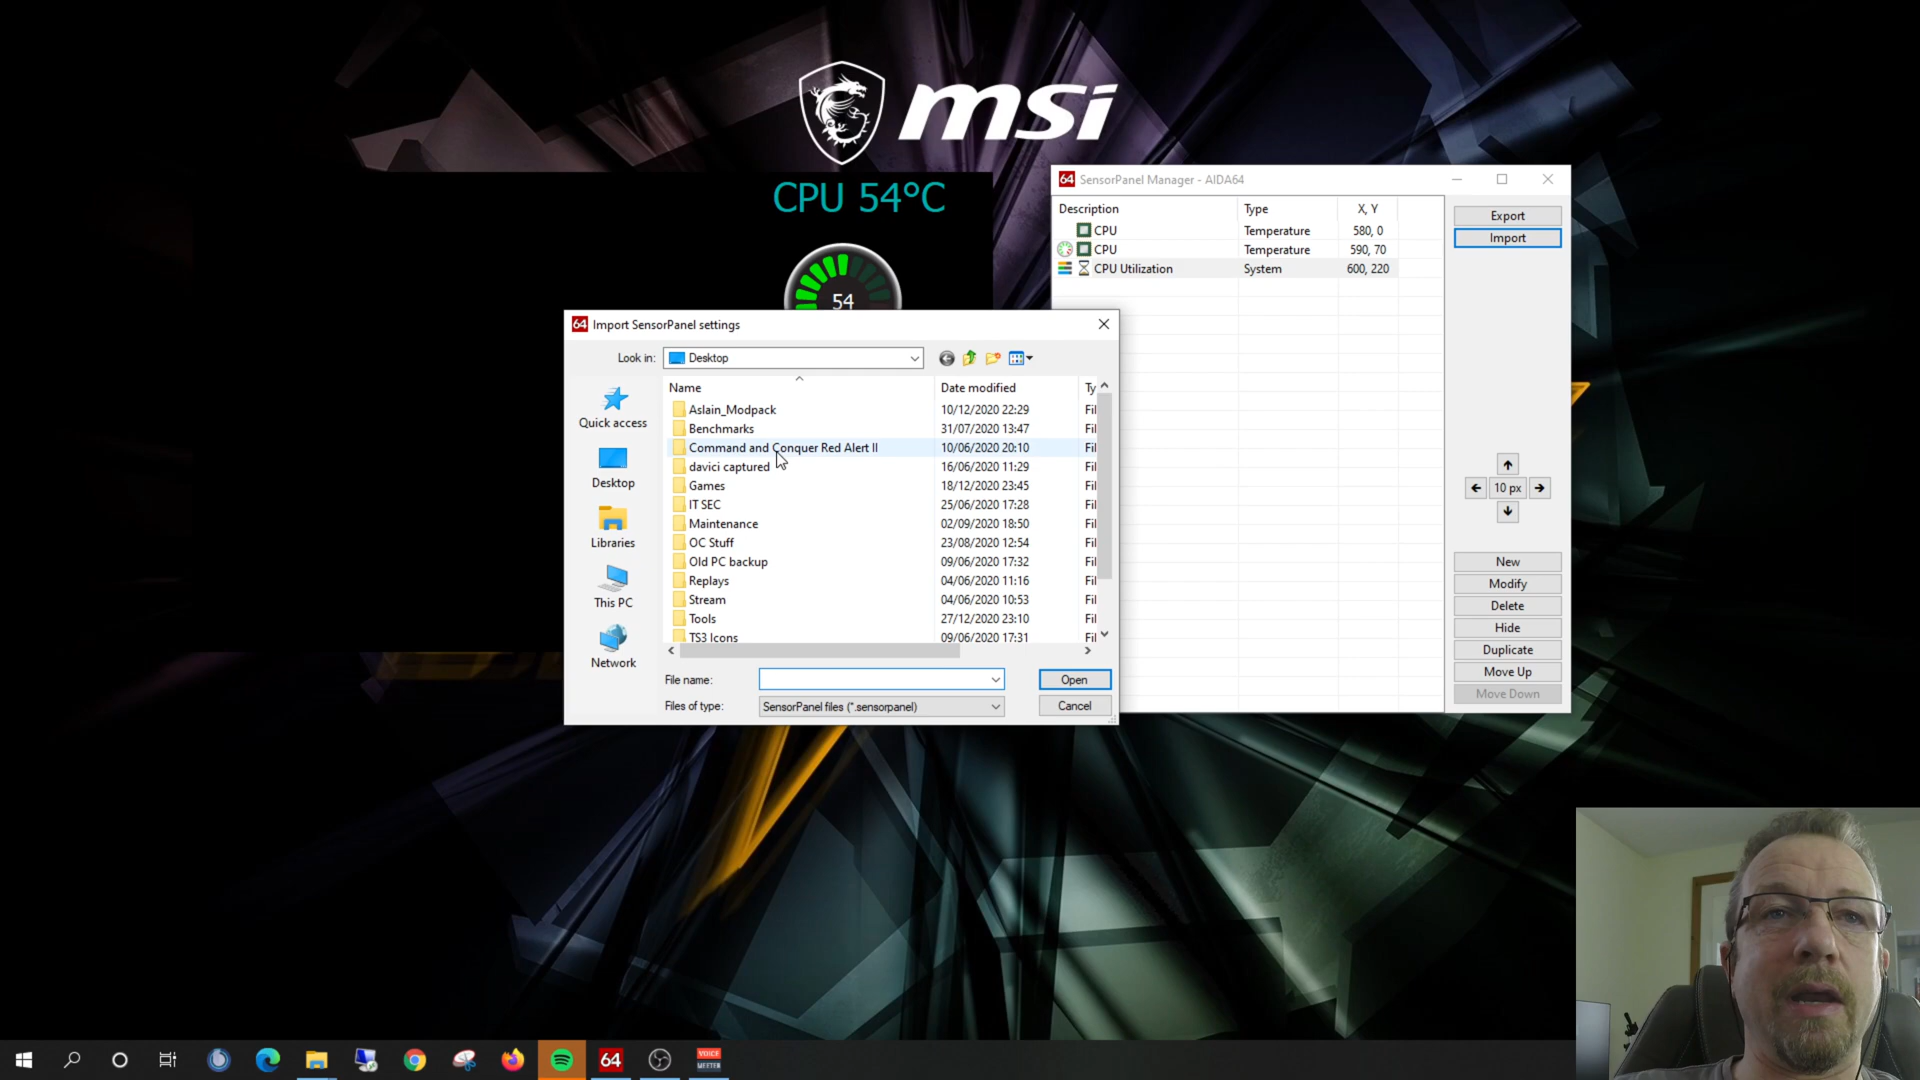 msi
CPU 54°C
54
64 SensorPanel Manager - AIDA64
Description Type X, Y
CPU Temperature 580, 0
CPU Temperature 590, 70
CPU Utilization System 600, 220
Export
Import
10 px
New
Modify
Delete
Hide
Duplicate
Move Up
Move Down
64 Import SensorPanel settings
Look in: Desktop
Quick access
Desktop
Libraries
This PC
Network
Name Date modified Ty
Aslain_Modpack 10/12/2020 22:29 Fil
Benchmarks 31/07/2020 13:47 Fil
Command and Conquer Red Alert II 10/06/2020 20:10 Fil
davici captured 16/06/2020 11:29 Fil
Games 18/12/2020 23:45 Fil
IT SEC 25/06/2020 17:28 Fil
Maintenance 02/09/2020 18:50 Fil
OC Stuff 23/08/2020 12:54 Fil
Old PC backup 09/06/2020 17:32 Fil
Replays 04/06/2020 11:16 Fil
Stream 04/06/2020 10:53 Fil
Tools 27/12/2020 23:10 Fil
TS3 Icons 09/06/2020 17:31 Fil
File name: Open
Files of type: SensorPanel files (*.sensorpanel) Cancel
64
VOICE
MEETER